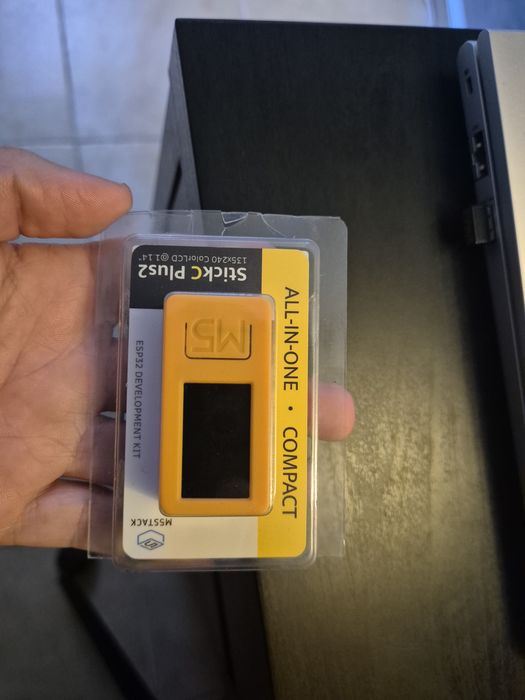 StickC Plus2
135x240 ColorLCD @1.14"
ALL-IN-ONE • COMPACT
M5
ESP32 DEVELOPMENT KIT
M5STACK